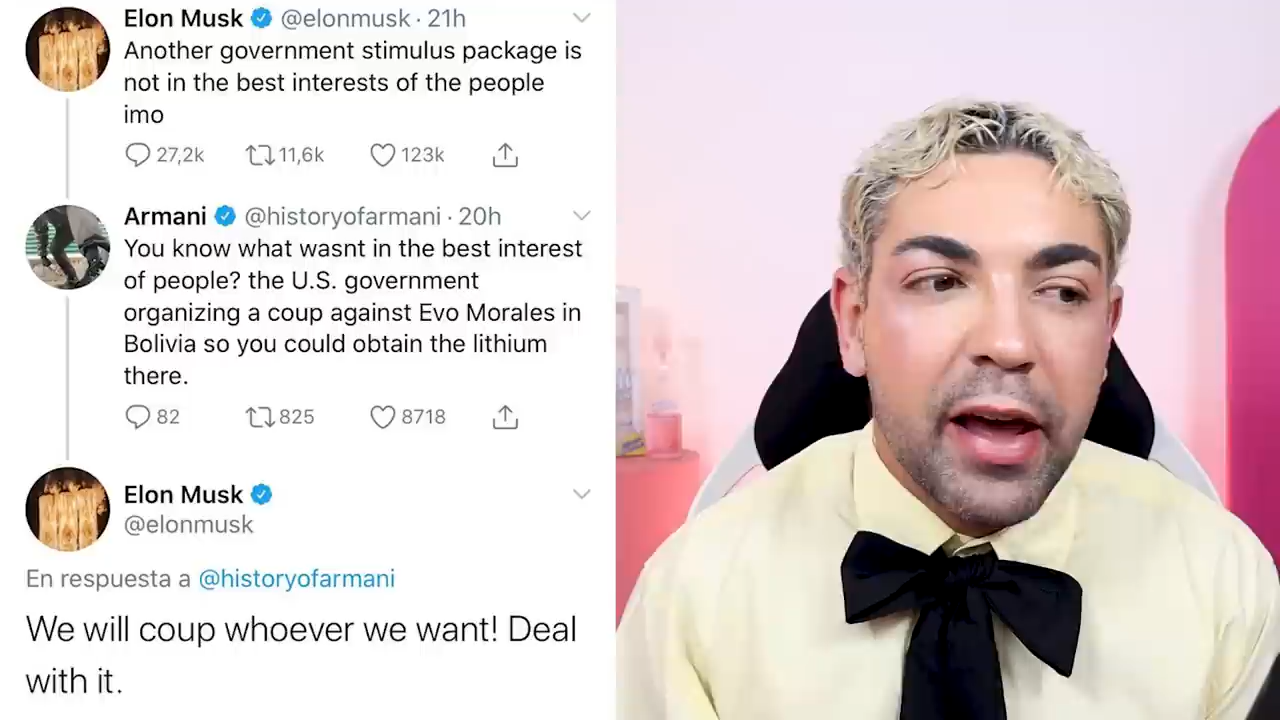 Elon Musk @elonmusk · 21h
Another government stimulus package is
not in the best interests of the people
imo
27,2k 11,6k 123k
Armani @historyofarmani · 20h
You know what wasnt in the best interest
of people? the U.S. government
organizing a coup against Evo Morales in
Bolivia so you could obtain the lithium
there.
82 825 8718
Elon Musk
@elonmusk
En respuesta a @historyofarmani
We will coup whoever we want! Deal
with it.